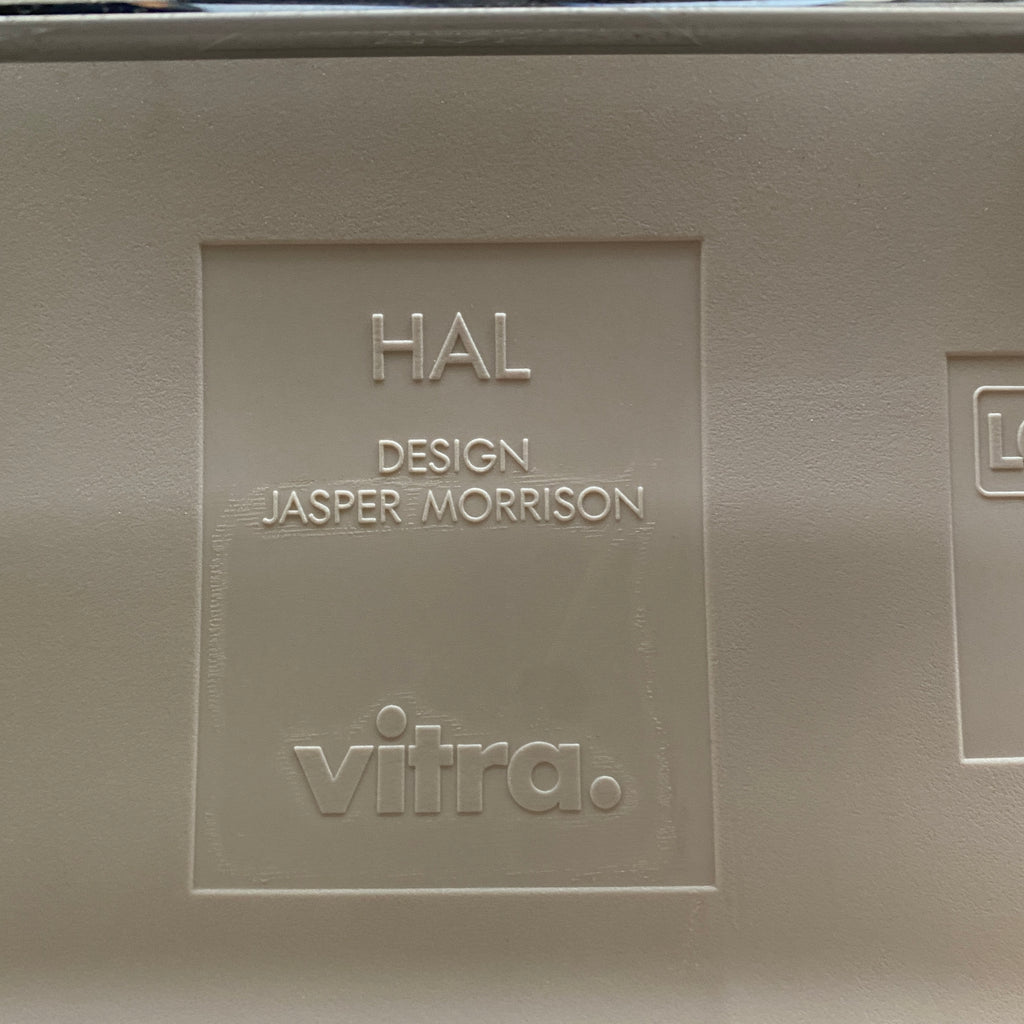 HAL
DESIGN
JASPER MORRISON
vitra.